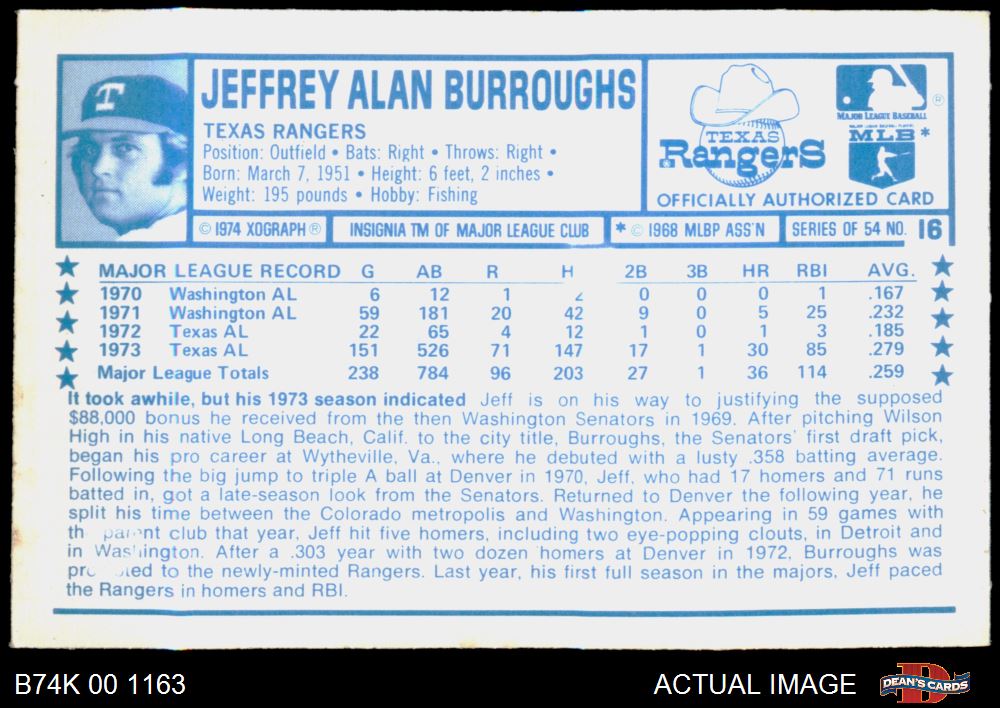 JEFFREY ALAN BURROUGHS
TEXAS RANGERS
Position: Outfield • Bats: Right • Throws: Right •
Born: March 7, 1951 • Height: 6 feet, 2 inches •
Weight: 195 pounds • Hobby: Fishing
T
TEXAS
RangerS
MAJOR LEAGUE BASEBALL ®
MLB*
OFFICIALLY AUTHORIZED CARD
© 1974 XOGRAPH ® INSIGNIA TM OF MAJOR LEAGUE CLUB * © 1968 MLBP ASS'N SERIES OF 54 NO. 16
MAJOR LEAGUE RECORD G AB R H 2B 3B HR RBI AVG.
1970 Washington AL 6 12 1 2 0 0 0 1 .167
1971 Washington AL 59 181 20 42 9 0 5 25 .232
1972 Texas AL 22 65 4 12 1 0 1 3 .185
1973 Texas AL 151 526 71 147 17 1 30 85 .279
Major League Totals 238 784 96 203 27 1 36 114 .259
It took awhile, but his 1973 season indicated Jeff is on his way to justifying the supposed
$88,000 bonus he received from the then Washington Senators in 1969. After pitching Wilson
High in his native Long Beach, Calif. to the city title, Burroughs, the Senators' first draft pick,
began his pro career at Wytheville, Va., where he debuted with a lusty .358 batting average.
Following the big jump to triple A ball at Denver in 1970, Jeff, who had 17 homers and 71 runs
batted in, got a late-season look from the Senators. Returned to Denver the following year, he
split his time between the Colorado metropolis and Washington. Appearing in 59 games with
th parent club that year, Jeff hit five homers, including two eye-popping clouts, in Detroit and
in Washington. After a .303 year with two dozen homers at Denver in 1972, Burroughs was
promoted to the newly-minted Rangers. Last year, his first full season in the majors, Jeff paced
the Rangers in homers and RBI.
B74K 00 1163
ACTUAL IMAGE
D
DEAN'S CARDS